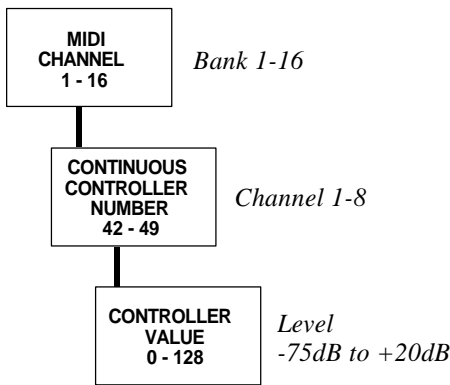 MIDI
CHANNEL
1 - 16
Bank 1-16
CONTINUOUS
CONTROLLER
NUMBER
42 - 49
Channel 1-8
CONTROLLER
VALUE
0 - 128
Level
-75dB to +20dB